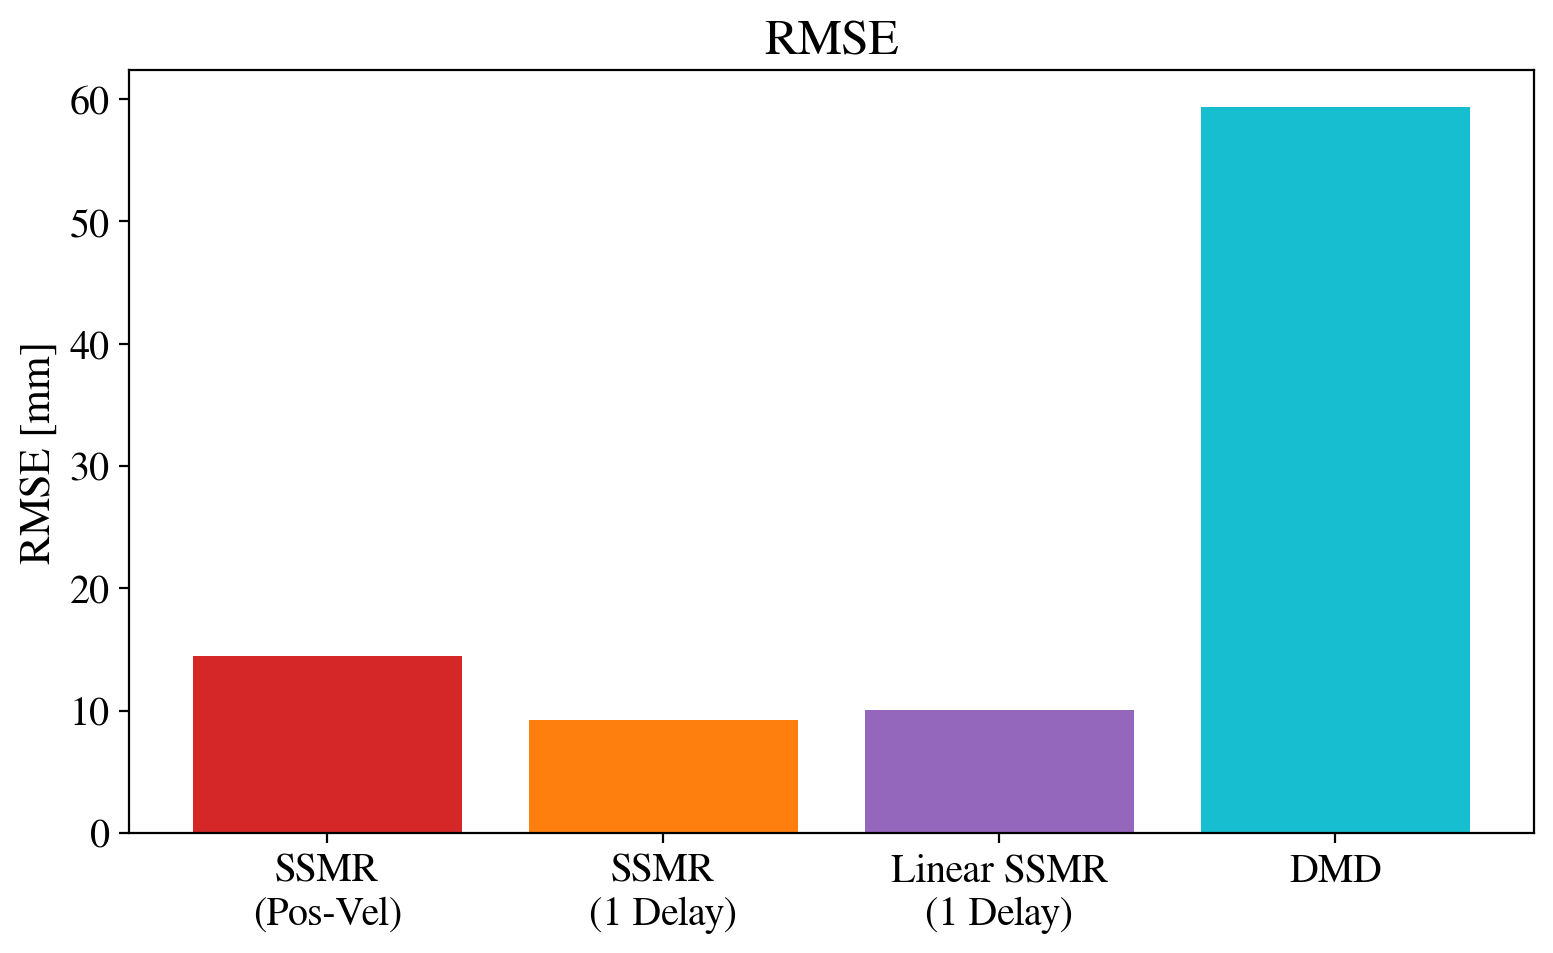 RMSE
RMSE [mm]
60
50
40
30
20
10
0
SSMR
(Pos-Vel)
SSMR
(1 Delay)
Linear SSMR
(1 Delay)
DMD